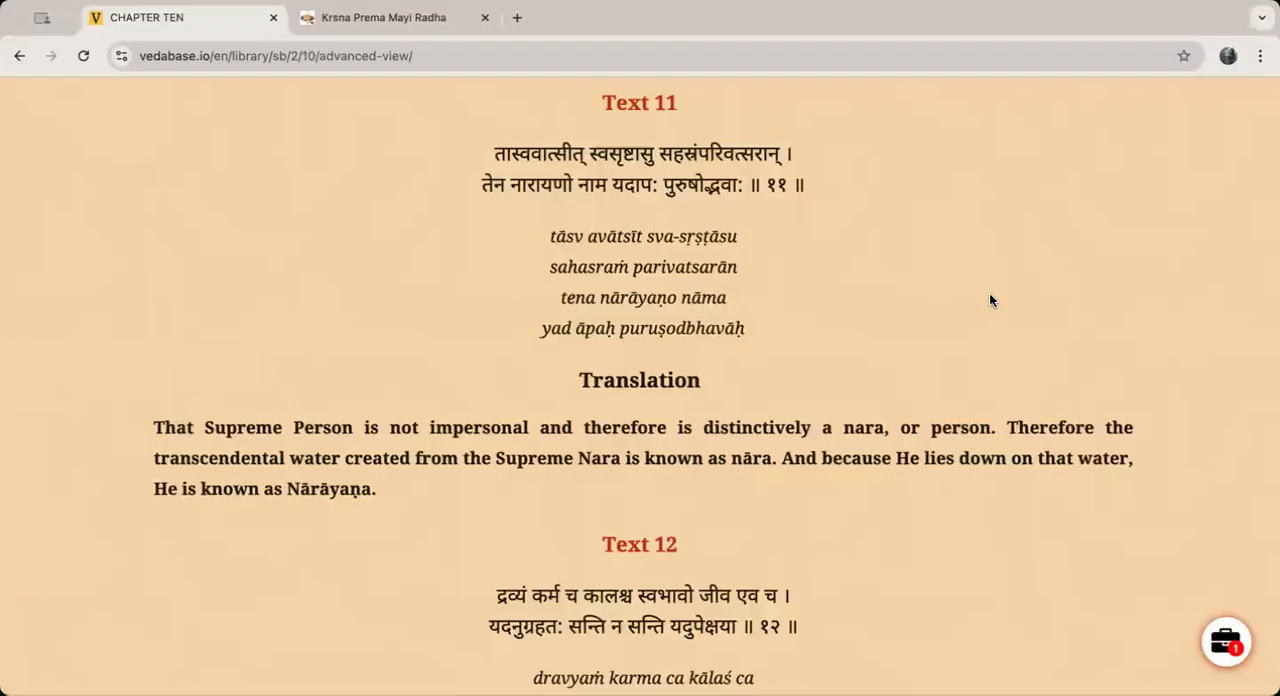 CHAPTER TEN
Krsna Prema Mayi Radha
vedabase.io/en/library/sb/2/10/advanced-view/
Text 11
तास्ववात्सीत् स्वसृष्टासु सहस्रंपरिवत्सरान् ।
तेन नारायणो नाम यदाप: पुरुषोद्भवा: ॥ ११ ॥
tāsv avātsīt sva-sṛṣṭāsu
sahasraṁ parivatsarān
tena nārāyaṇo nāma
yad āpaḥ puruṣodbhavāḥ
Translation
That Supreme Person is not impersonal and therefore is distinctively a nara, or person. Therefore the
transcendental water created from the Supreme Nara is known as nāra. And because He lies down on that water,
He is known as Nārāyaṇa.
Text 12
द्रव्यं कर्म च कालश्च स्वभावो जीव एव च ।
यदनुग्रहत: सन्ति न सन्ति यदुपेक्षया ॥ १२ ॥
1
dravyaṁ karma ca kālaś ca